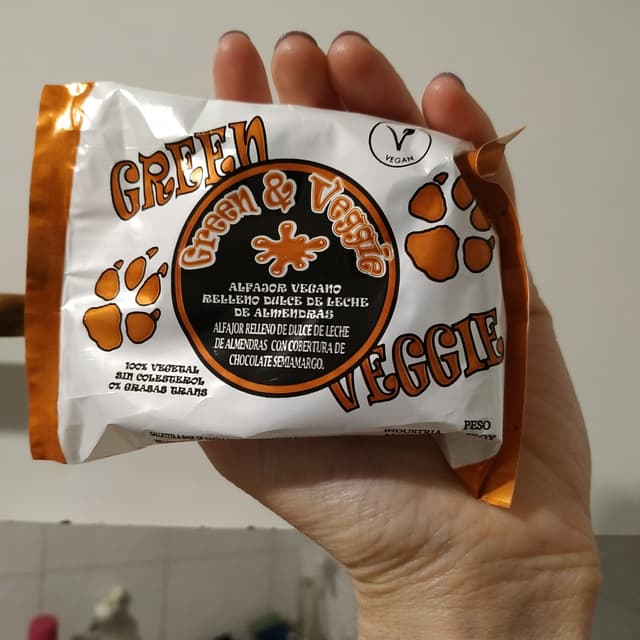 GREEN
VEGAN
Green & Veggie
ALFAJOR VEGANO
RELLENO DULCE DE LECHE
DE ALMENDRAS
ALFAJOR RELLENO DE DULCE DE LECHE
DE ALMENDRAS CON COBERTURA DE
CHOCOLATE SEMIAMARGO.
VEGGIE
100% VEGETAL
SIN COLESTEROL
0% GRASAS TRANS
INDUSTRIA
PESO